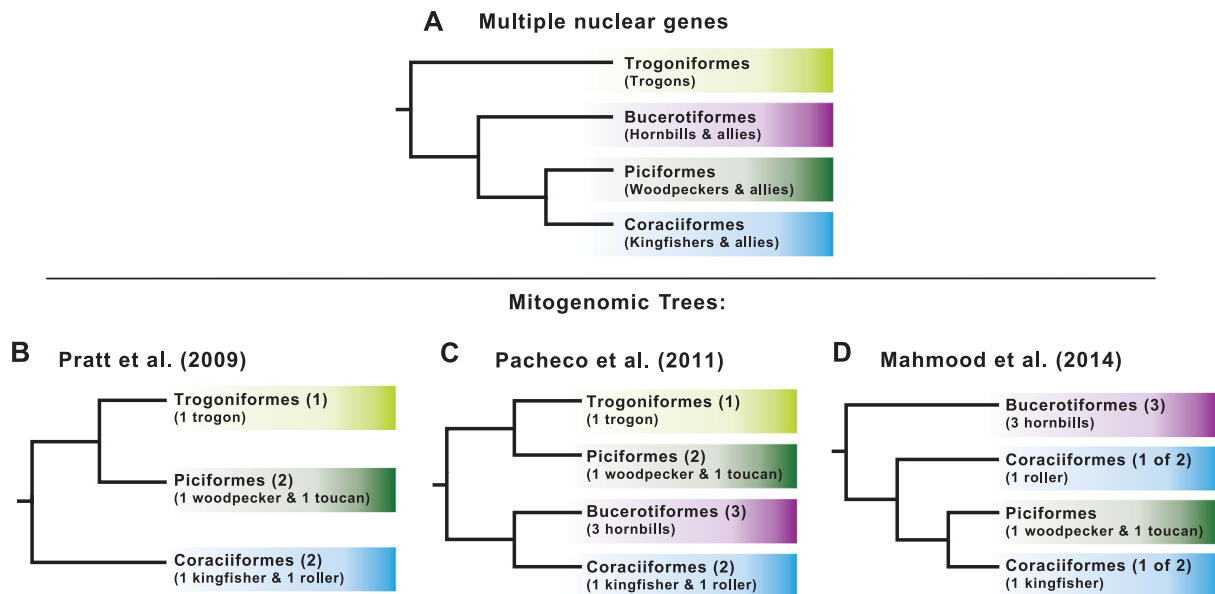 A Multiple nuclear genes
Trogoniformes
(Trogons)
Bucerotiformes
(Hornbills & allies)
Piciformes
(Woodpeckers & allies)
Coraciiformes
(Kingfishers & allies)
Mitogenomic Trees:
B Pratt et al. (2009)
Trogoniformes (1)
(1 trogon)
Piciformes (2)
(1 woodpecker & 1 toucan)
Coraciiformes (2)
(1 kingfisher & 1 roller)
C Pacheco et al. (2011)
Trogoniformes (1)
(1 trogon)
Piciformes (2)
(1 woodpecker & 1 toucan)
Bucerotiformes (3)
(3 hornbills)
Coraciiformes (2)
(1 kingfisher & 1 roller)
D Mahmood et al. (2014)
Bucerotiformes (3)
(3 hornbills)
Coraciiformes (1 of 2)
(1 roller)
Piciformes
(1 woodpecker & 1 toucan)
Coraciiformes (1 of 2)
(1 kingfisher)